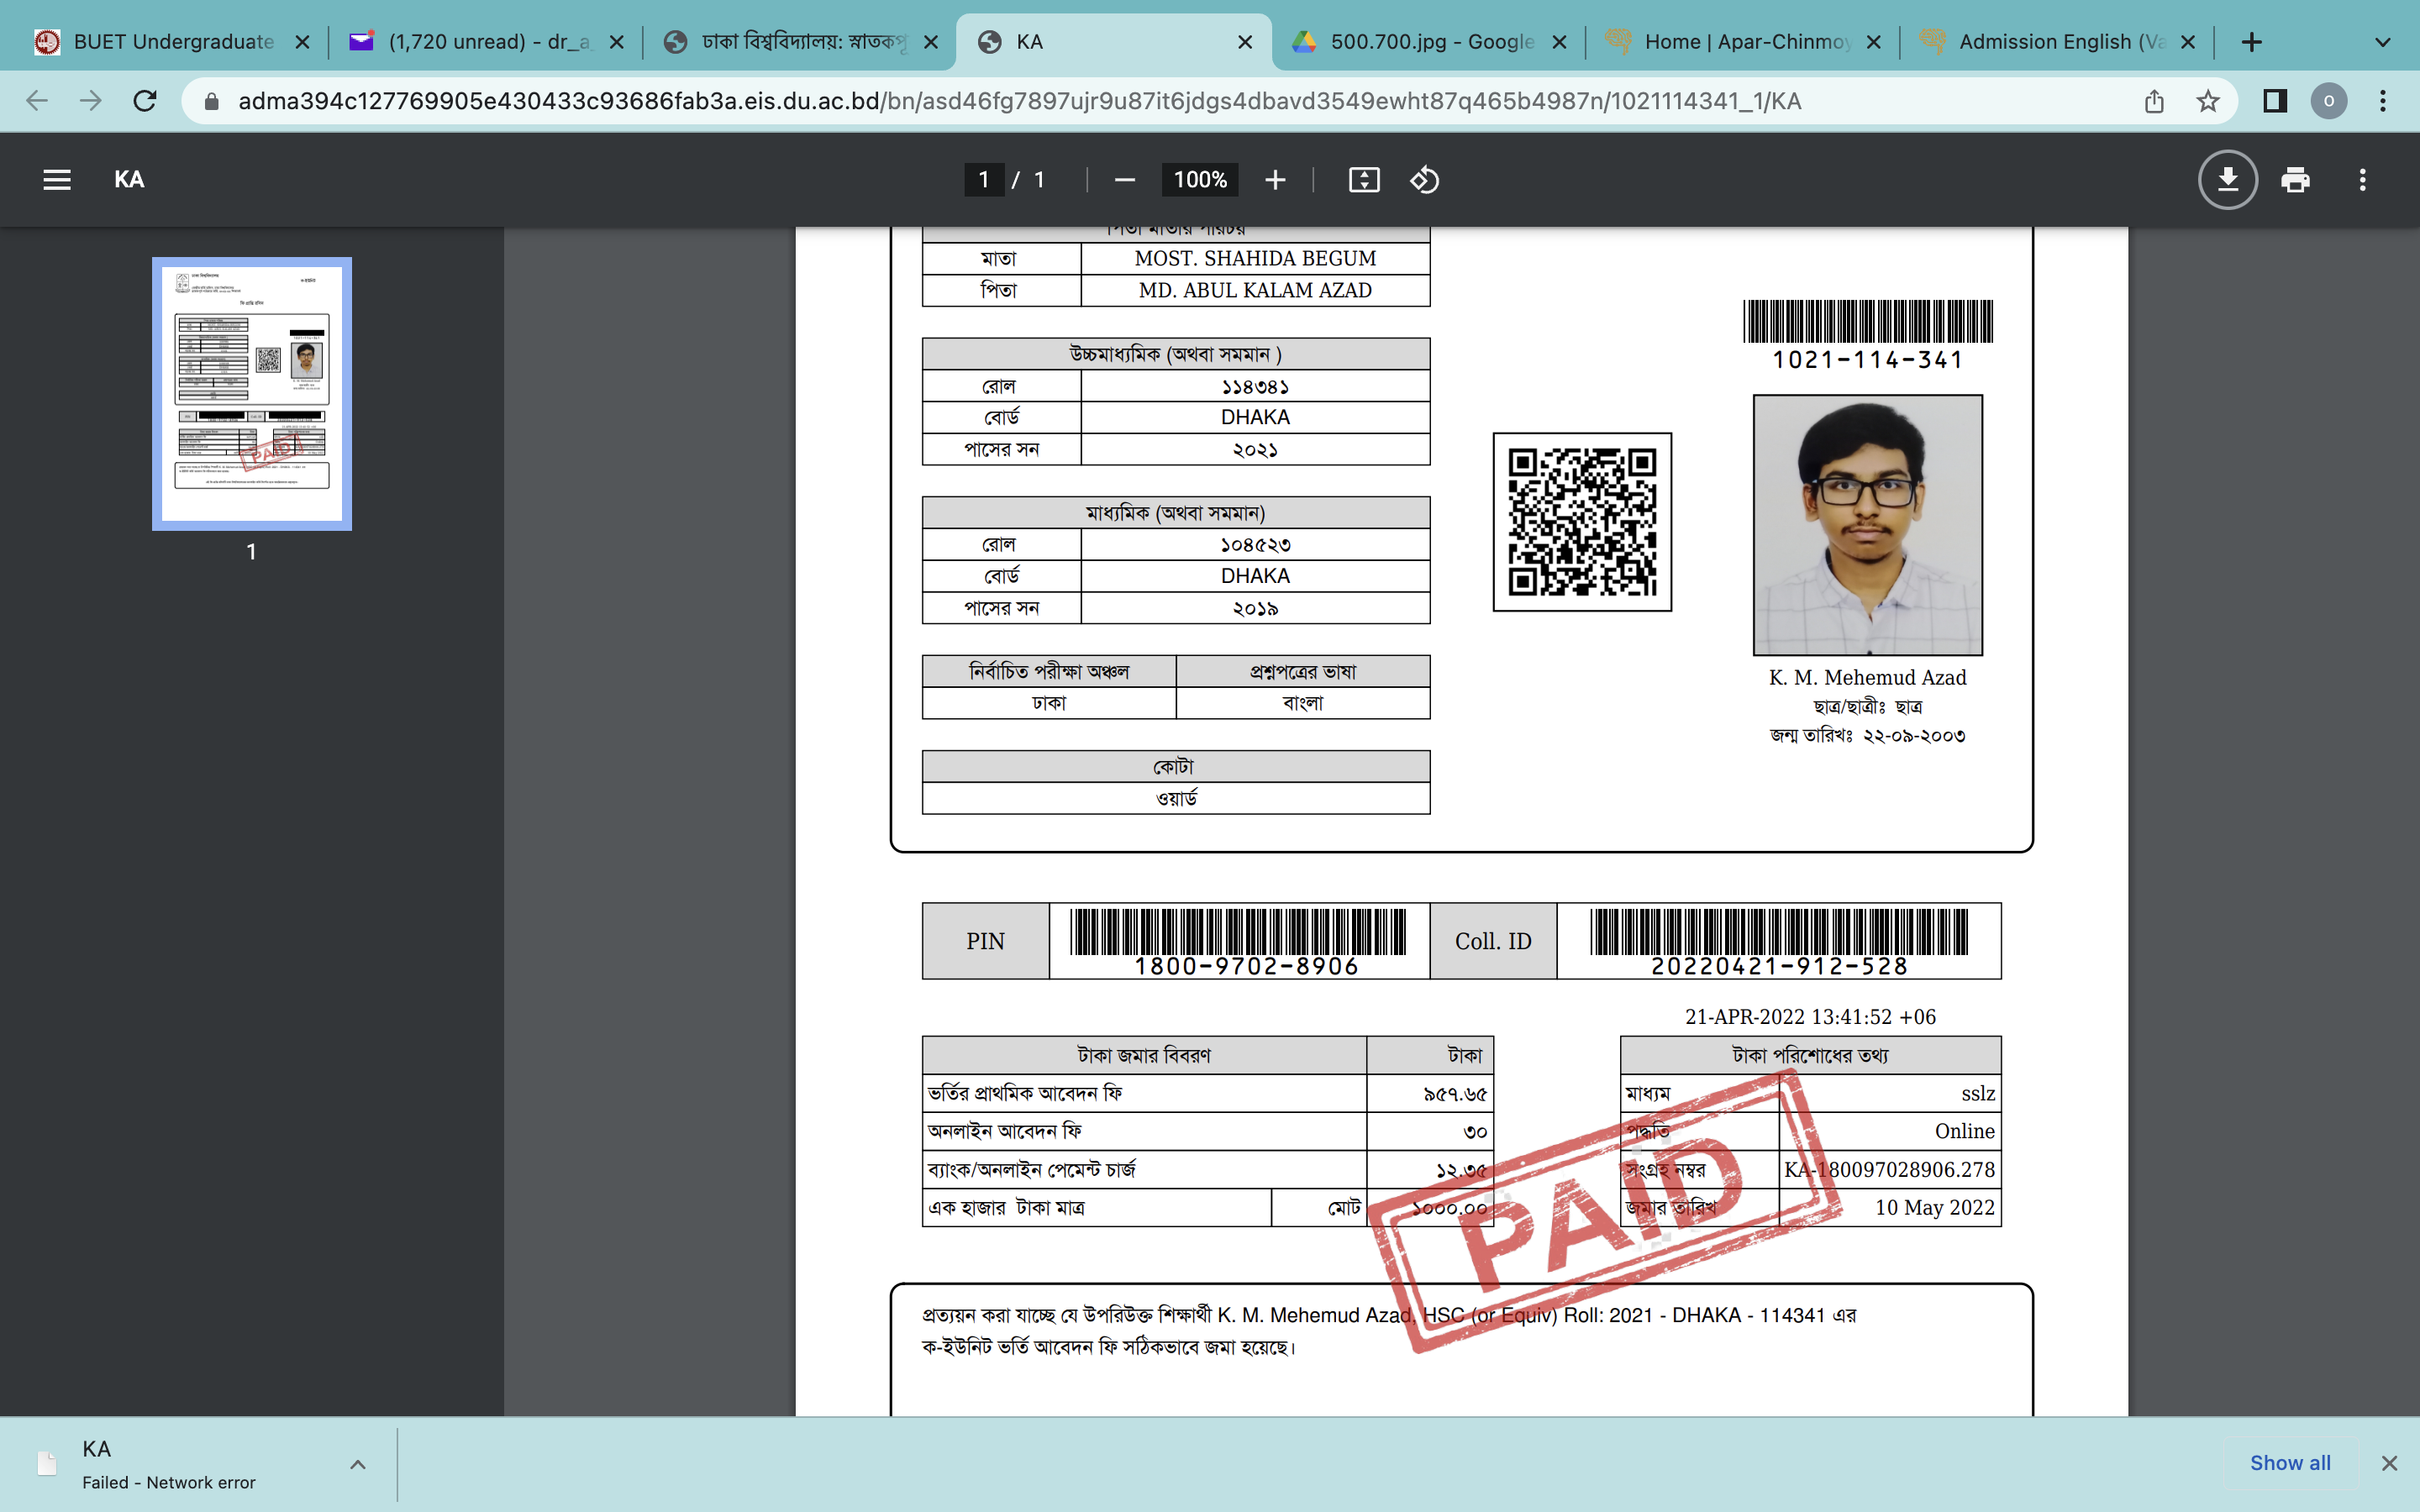 BUET Undergraduate
(1,720 unread) - dr_a
ঢাকা বিশ্ববিদ্যালয়: স্নাতকপূ
KA
500.700.jpg - Google
Home | Apar-Chinmoy
Admission English (Va
adma394c127769905e430433c93686fab3a.eis.du.ac.bd/bn/asd46fg7897ujr9u87it6jdgs4dbavd3549ewht87q465b4987n/1021114341_1/KA
O
KA
1 / 1
100%
1
পিতা মাতার পরিচয়
মাতা MOST. SHAHIDA BEGUM
পিতা MD. ABUL KALAM AZAD
উচ্চমাধ্যমিক (অথবা সমমান )
রোল ১১৪৩৪১
বোর্ড DHAKA
পাসের সন ২০২১
মাধ্যমিক (অথবা সমমান)
রোল ১০৪৫২৩
বোর্ড DHAKA
পাসের সন ২০১৯
নির্বাচিত পরীক্ষা অঞ্চল প্রশ্নপত্রের ভাষা
ঢাকা বাংলা
কোটা
ওয়ার্ড
1021-114-341
K. M. Mehemud Azad
ছাত্র/ছাত্রীঃ ছাত্র
জন্ম তারিখঃ ২২-০৯-২০০৩
PIN 1800-9702-8906 Coll. ID 20220421-912-528
21-APR-2022 13:41:52 +06
টাকা জমার বিবরণ টাকা
ভর্তির প্রাথমিক আবেদন ফি ৯৫৭.৬৫
অনলাইন আবেদন ফি ৩০
ব্যাংক/অনলাইন পেমেন্ট চার্জ ১২.৩৫
এক হাজার টাকা মাত্র মোট ১০০০.০০
টাকা পরিশোধের তথ্য
মাধ্যম sslz
পদ্ধতি Online
সংগ্রহ নম্বর KA-180097028906.278
জমার তারিখ 10 May 2022
PAID
প্রত্যয়ন করা যাচ্ছে যে উপরিউক্ত শিক্ষার্থী K. M. Mehemud Azad, HSC (or Equiv) Roll: 2021 - DHAKA - 114341 এর
ক-ইউনিট ভর্তি আবেদন ফি সঠিকভাবে জমা হয়েছে।
KA
Failed - Network error
Show all